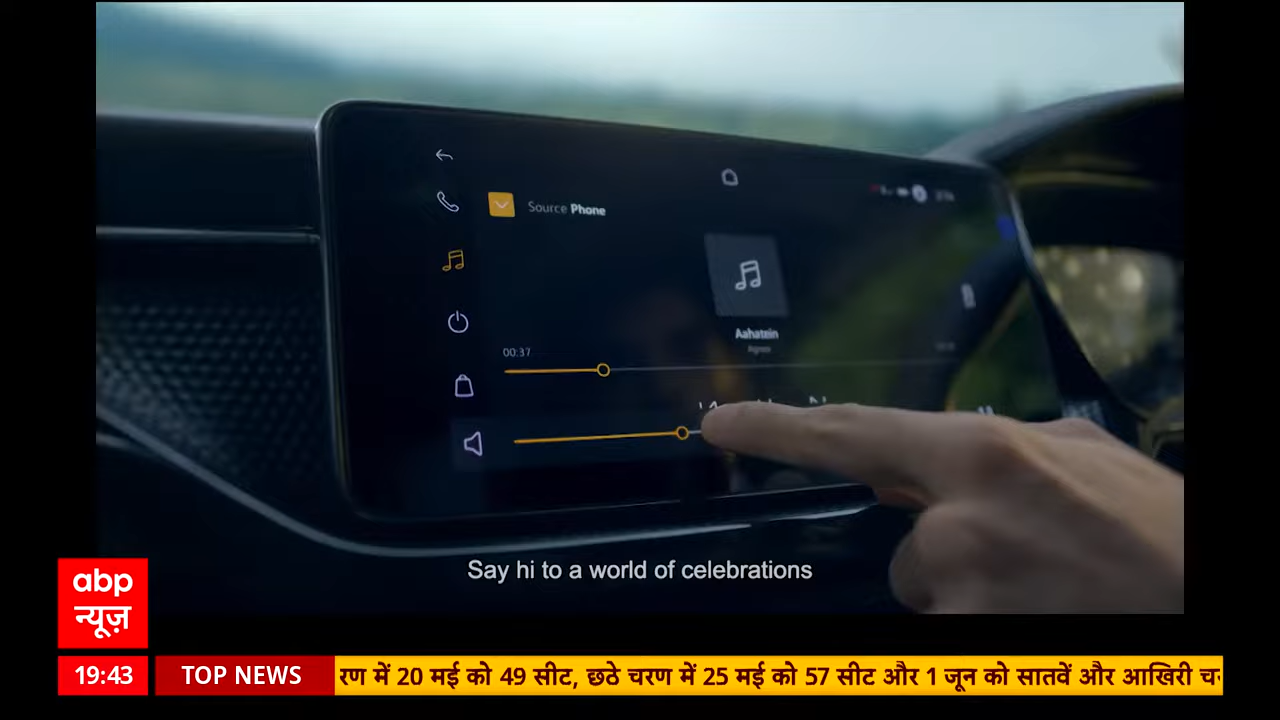 Source Phone
Aahatein
00:37
Say hi to a world of celebrations
abp
न्यूज़
19:43
TOP NEWS
रण में 20 मई को 49 सीट, छठे चरण में 25 मई को 57 सीट और 1 जून को सातवें और आखिरी